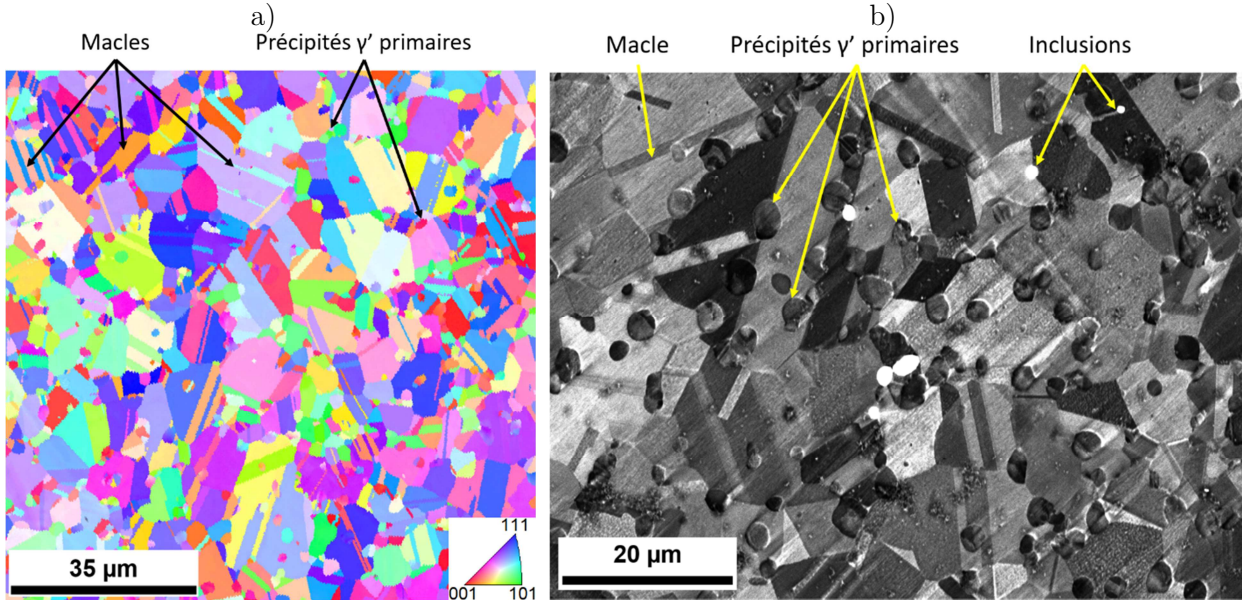 a)
Macles
Précipités γ’ primaires
35 µm
111
001
101
b)
Macle
Précipités γ’ primaires
Inclusions
20 µm